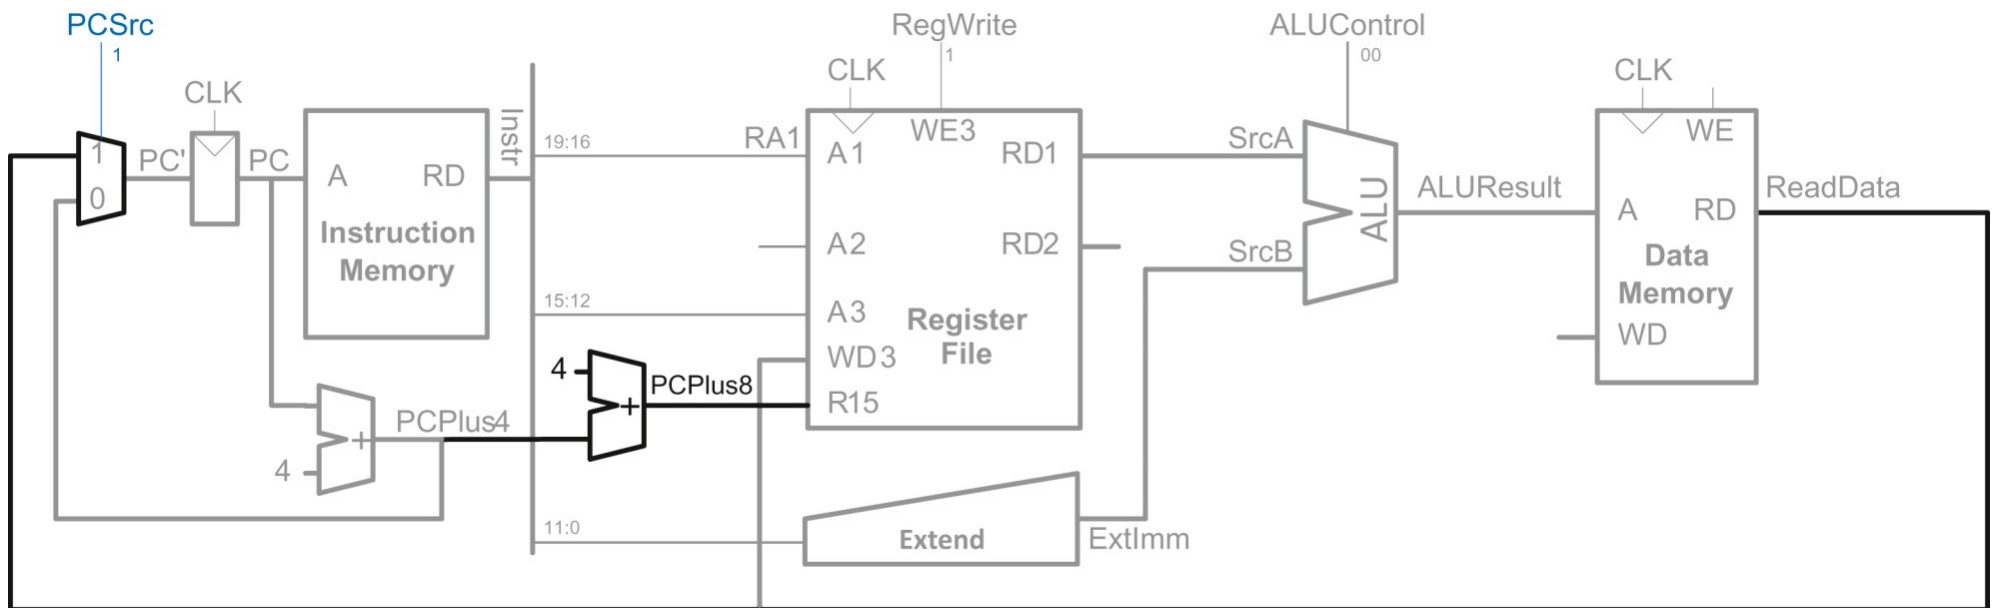 PCSrc
1
RegWrite
1
ALUControl
00
CLK
CLK
CLK
1
0
PC'
PC
A
RD
Instruction
Memory
Instr
19:16
RA1
A1
WE3
RD1
A2
RD2
15:12
A3
WD3
R15
Register
File
SrcA
SrcB
ALU
ALUResult
WE
A
RD
Data
Memory
WD
ReadData
4
+
PCPlus8
PCPlus4
+
4
11:0
Extend
ExtImm